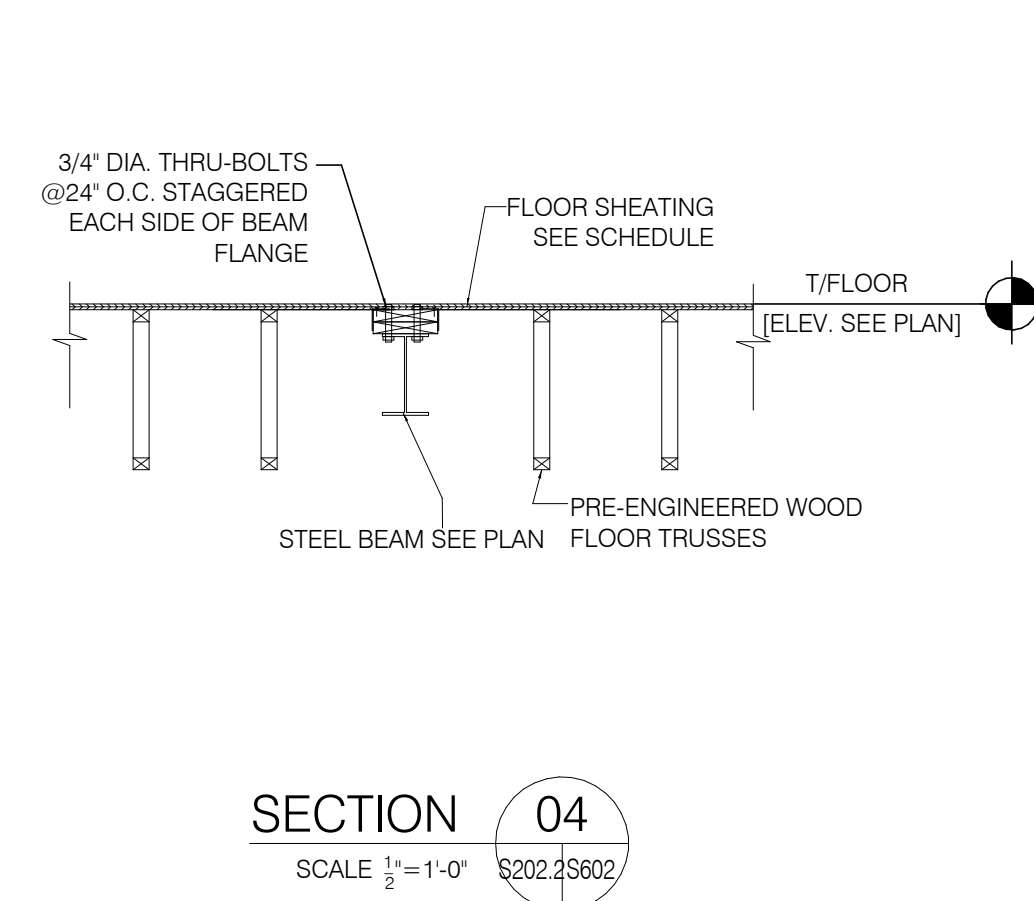 3/4" DIA. THRU-BOLTS
@24" O.C. STAGGERED
EACH SIDE OF BEAM
FLANGE
FLOOR SHEATING
SEE SCHEDULE
T/FLOOR
[ELEV. SEE PLAN]
STEEL BEAM SEE PLAN
PRE-ENGINEERED WOOD
FLOOR TRUSSES
SECTION 04
SCALE ½"=1'-0" S202.2 S602